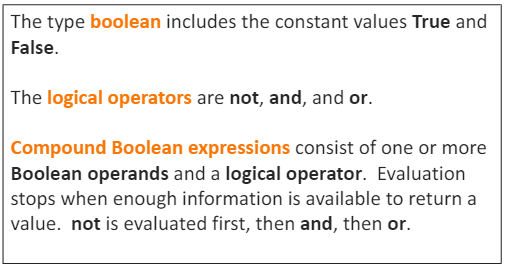 The type boolean includes the constant values True and
False.
The logical operators are not, and, and or.
Compound Boolean expressions consist of one or more
Boolean operands and a logical operator.  Evaluation
stops when enough information is available to return a
value.  not is evaluated first, then and, then or.